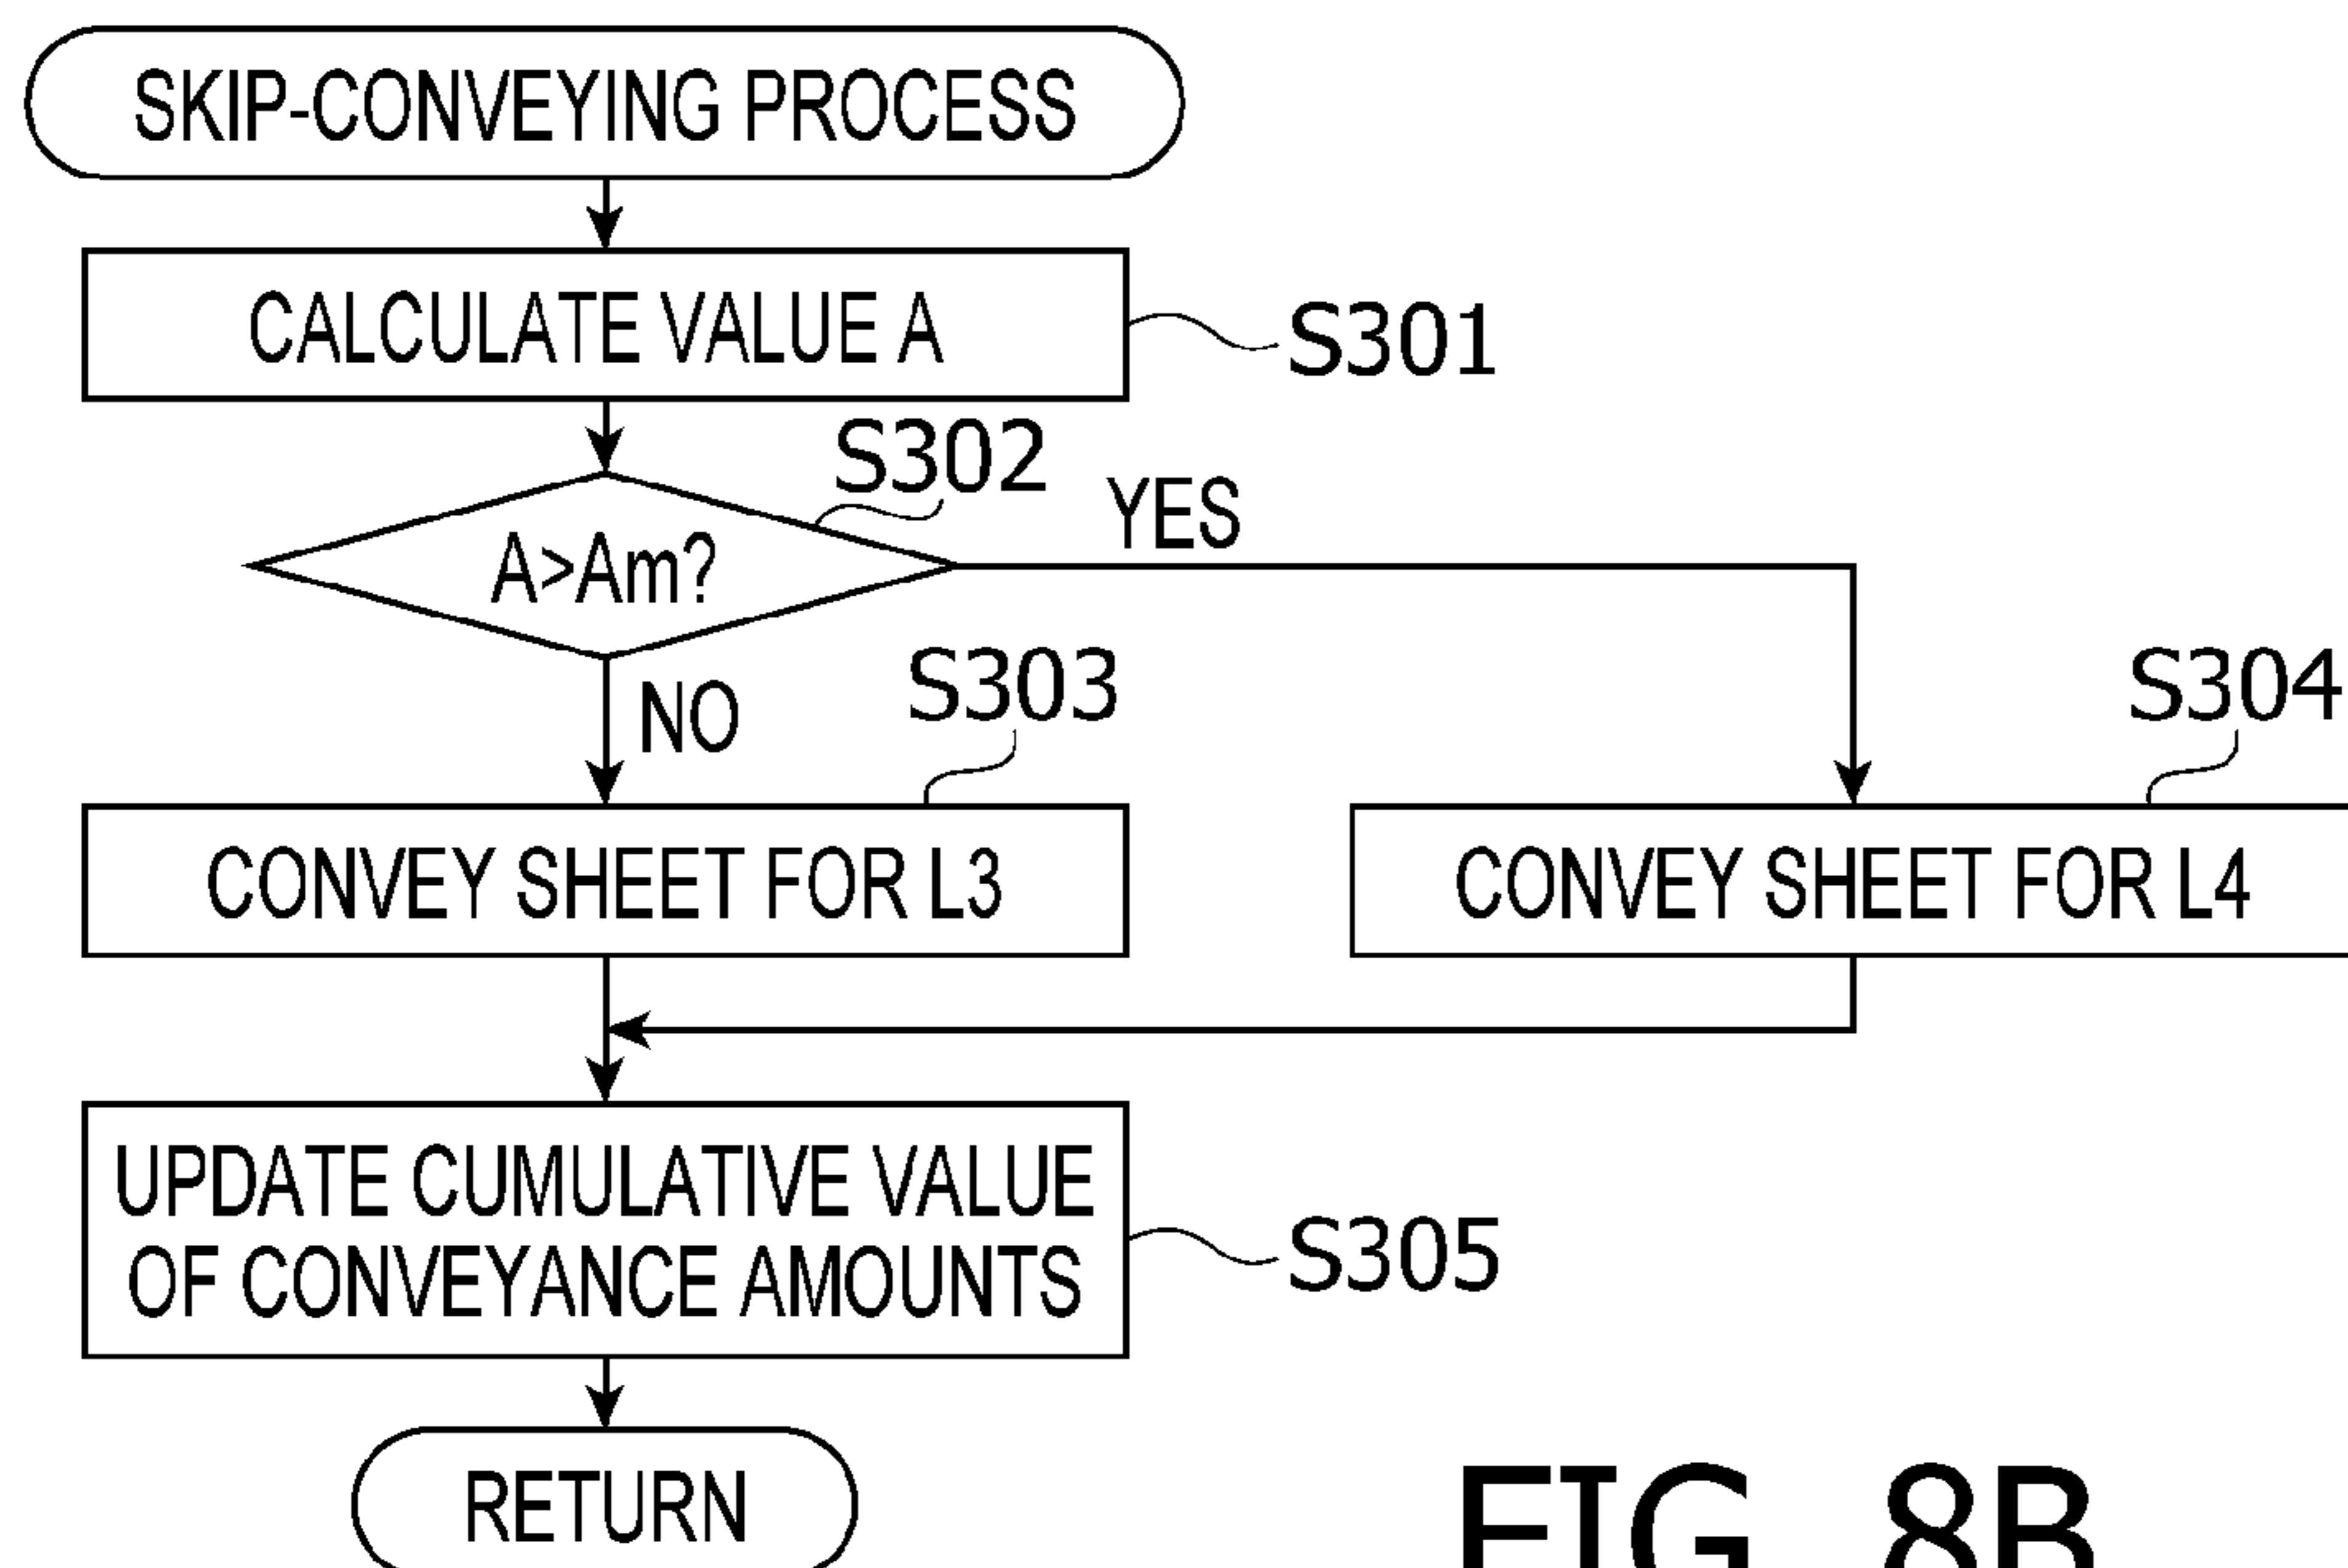 SKIP-CONVEYING PROCESS
CALCULATE VALUE A
S301
S302
A>Am?
YES
NO
S303
S304
CONVEY SHEET FOR L3
CONVEY SHEET FOR L4
UPDATE CUMULATIVE VALUE
OF CONVEYANCE AMOUNTS
S305
RETURN
FIG. 8B